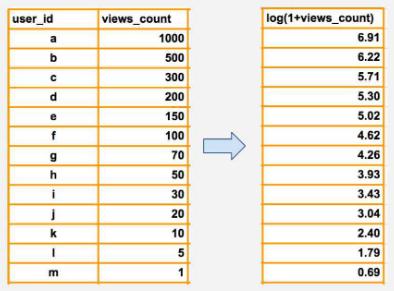 user_id views_count log(1+views_count)
a 1000 6.91
b 500 6.22
c 300 5.71
d 200 5.30
e 150 5.02
f 100 4.62
g 70 4.26
h 50 3.93
i 30 3.43
j 20 3.04
k 10 2.40
l 5 1.79
m 1 0.69